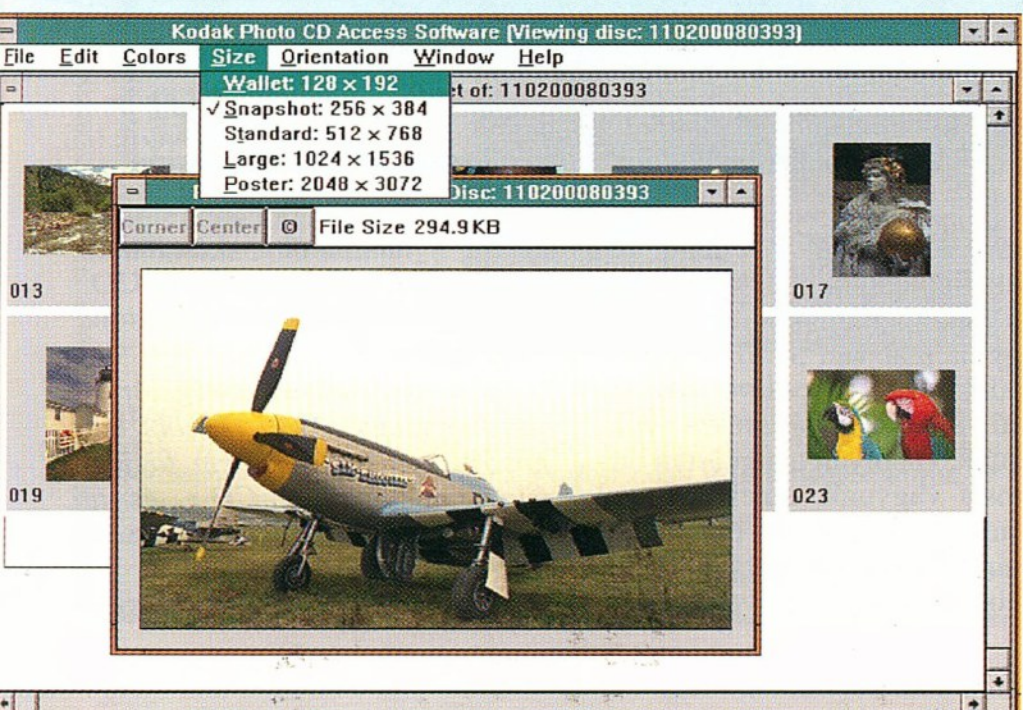 Kodak Photo CD Access Software (Viewing disc: 110200080393)
File Edit Colors Size Orientation Window Help
Wallet: 128 × 192
✓ Snapshot: 256 × 384
Standard: 512 × 768
Large: 1024 × 1536
Poster: 2048 × 3072
of: 110200080393
Disc: 110200080393
Corner Center © File Size 294.9 KB
013
017
019
023